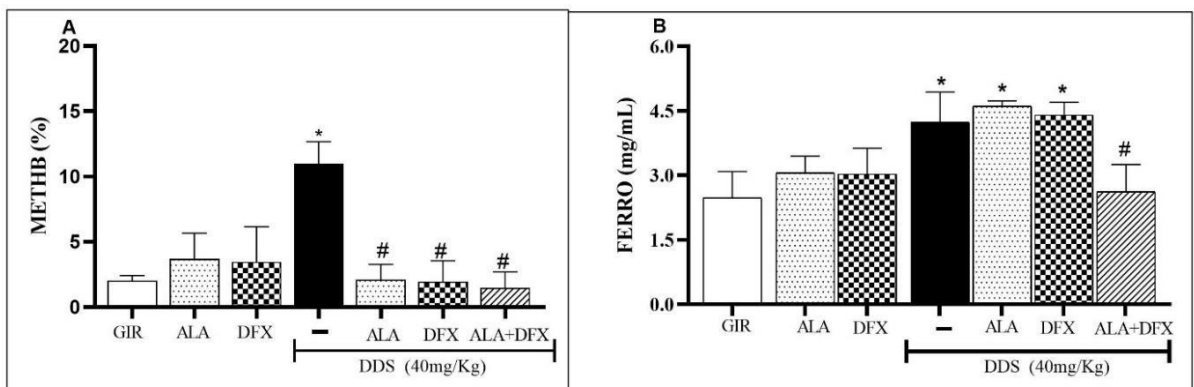 A
METHB (%)
20
15
10
5
0
*
#
#
#
GIR
ALA
DFX
–
ALA
DFX
ALA+DFX
DDS (40mg/Kg)
B
FERRO (mg/mL)
6.0
4.5
3.0
1.5
0.0
*
*
*
#
GIR
ALA
DFX
–
ALA
DFX
ALA+DFX
DDS (40mg/Kg)